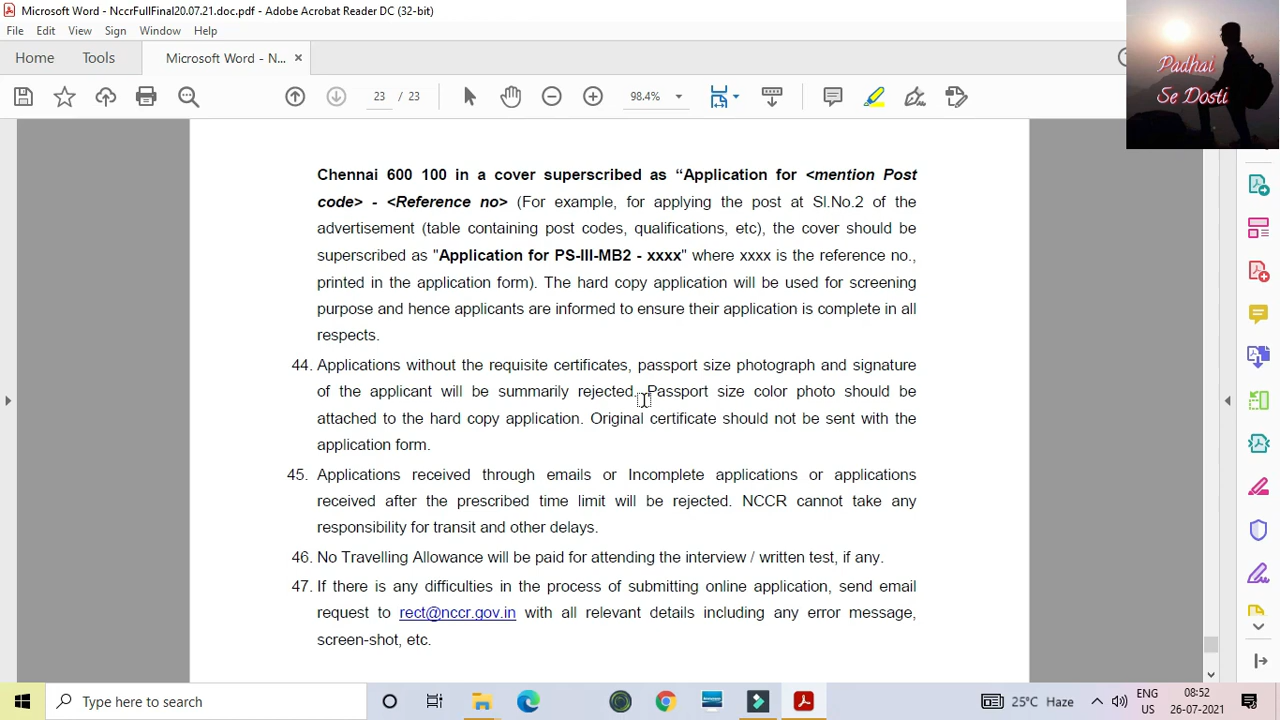 Microsoft Word - NccrFullFinal20.07.21.doc.pdf - Adobe Acrobat Reader DC (32-bit)
File Edit View Sign Window Help
Home Tools Microsoft Word - N... ×
23 / 23 98.4%
Padhai
Se Dosti
Chennai 600 100 in a cover superscribed as “Application for <mention Post
code> - <Reference no> (For example, for applying the post at Sl.No.2 of the
advertisement (table containing post codes, qualifications, etc), the cover should be
superscribed as "Application for PS-III-MB2 - xxxx" where xxxx is the reference no.,
printed in the application form). The hard copy application will be used for screening
purpose and hence applicants are informed to ensure their application is complete in all
respects.
44. Applications without the requisite certificates, passport size photograph and signature
of the applicant will be summarily rejected. Passport size color photo should be
attached to the hard copy application. Original certificate should not be sent with the
application form.
45. Applications received through emails or Incomplete applications or applications
received after the prescribed time limit will be rejected. NCCR cannot take any
responsibility for transit and other delays.
46. No Travelling Allowance will be paid for attending the interview / written test, if any.
47. If there is any difficulties in the process of submitting online application, send email
request to rect@nccr.gov.in with all relevant details including any error message,
screen-shot, etc.
Type here to search
25°C Haze
ENG
IN
08:52
26-07-2021